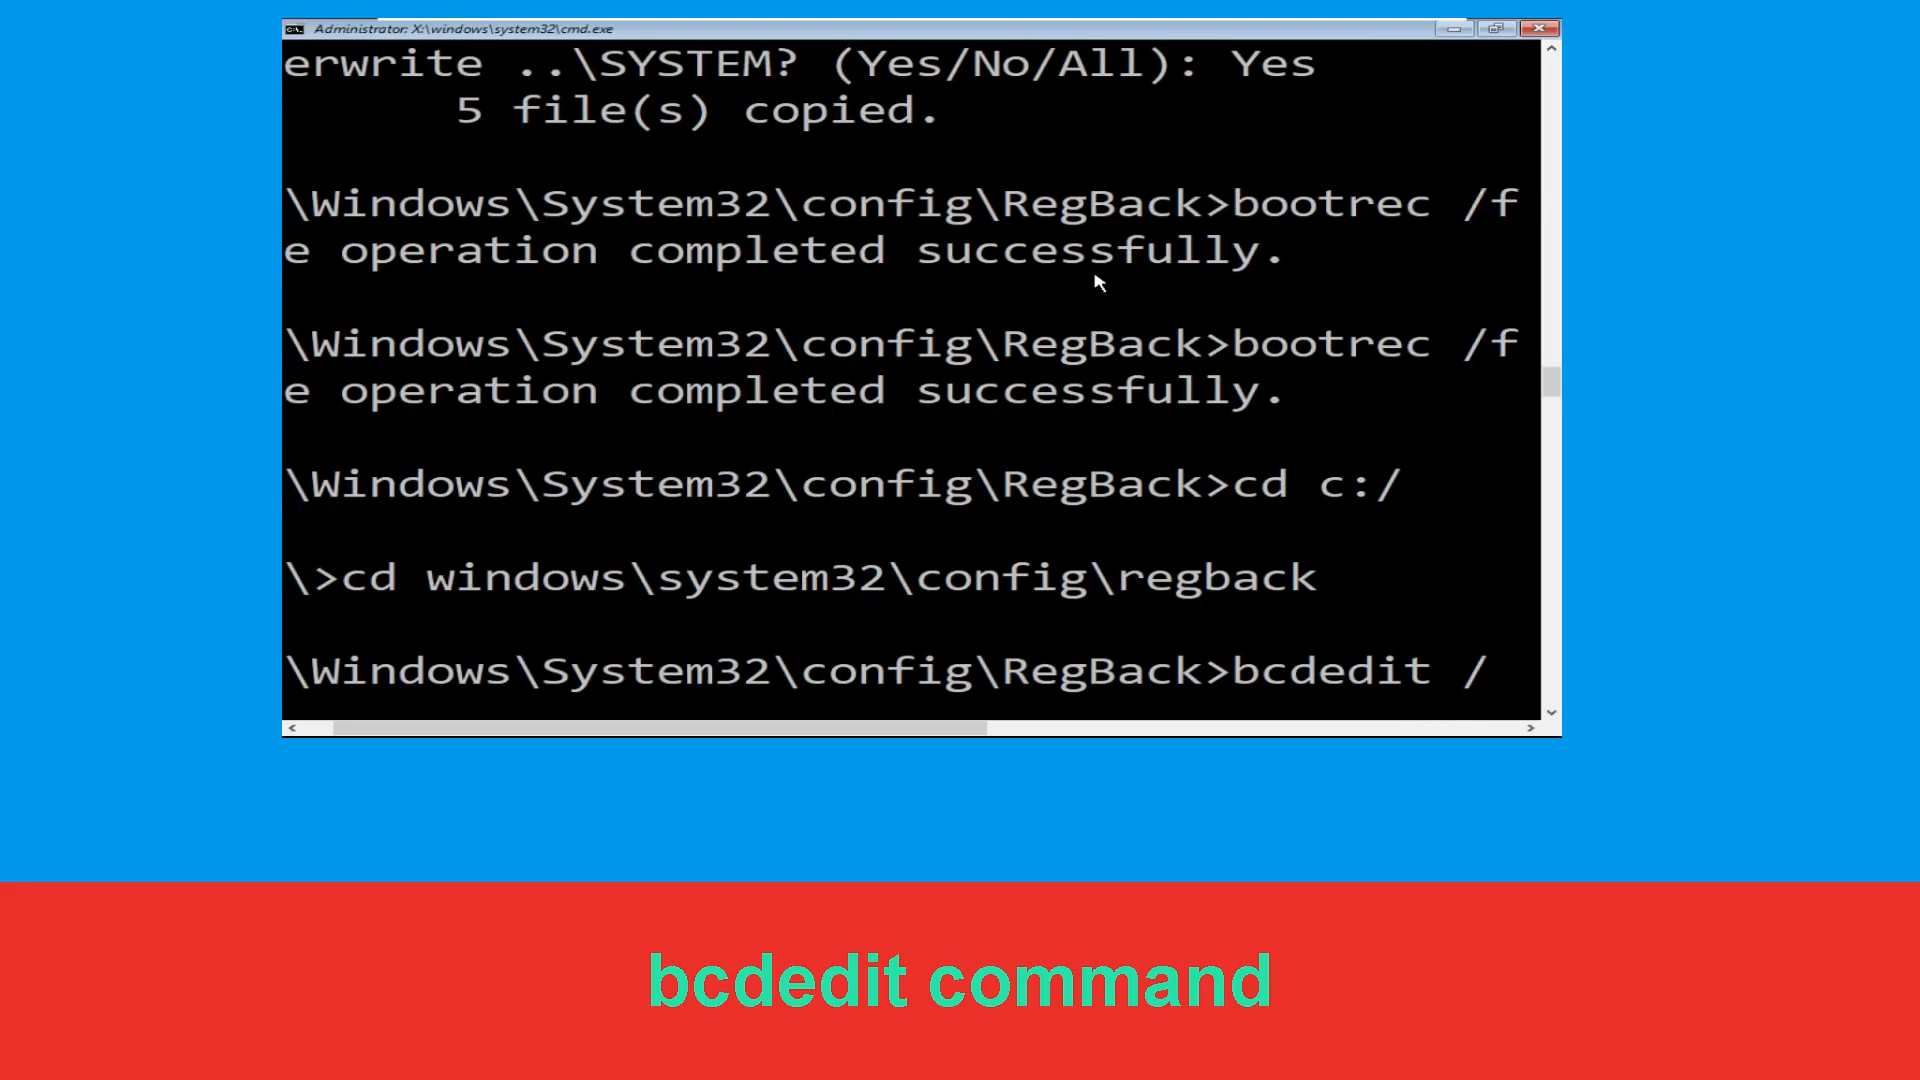 Administrator: X:\windows\system32\cmd.exe
erwrite ..\SYSTEM? (Yes/No/All): Yes
5 file(s) copied.
\Windows\System32\config\RegBack>bootrec /f
e operation completed successfully.
\Windows\System32\config\RegBack>bootrec /f
e operation completed successfully.
\Windows\System32\config\RegBack>cd c:/
\>cd windows\system32\config\regback
\Windows\System32\config\RegBack>bcdedit /
bcdedit command